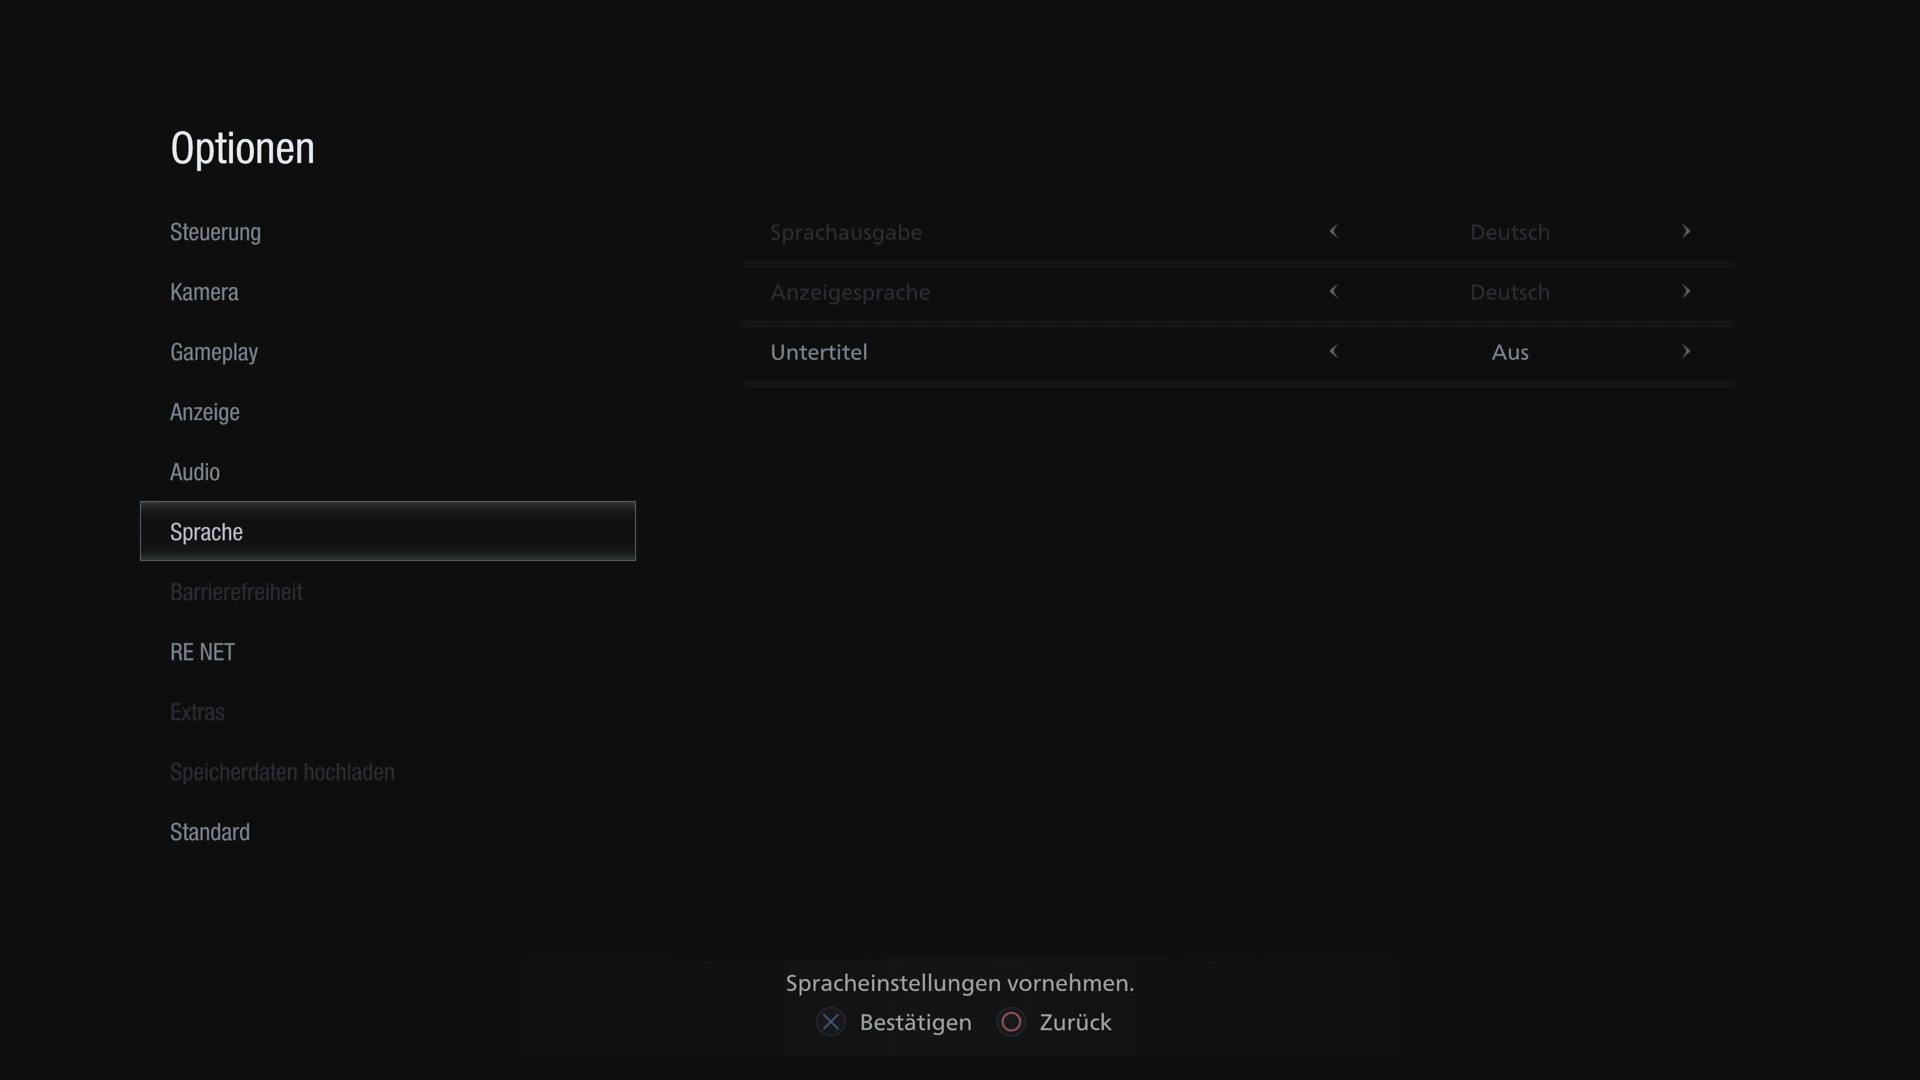 Optionen
Steuerung
Kamera
Gameplay
Anzeige
Audio
Sprache
Barrierefreiheit
RE NET
Extras
Speicherdaten hochladen
Standard
Sprachausgabe Deutsch
Anzeigesprache Deutsch
Untertitel Aus
Spracheinstellungen vornehmen.
Bestätigen Zurück